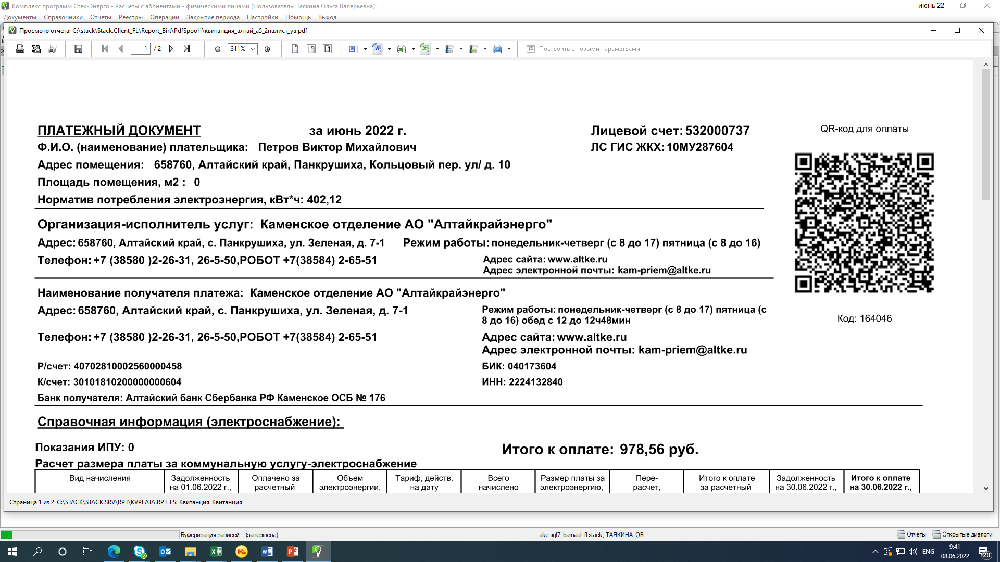 Комплекс программ Стек-Энерго - Расчеты с абонентами - физическими лицами (Пользователь: Таякина Ольга Валерьевна)
июнь'22
Документы Справочники Отчеты Реестры Операции Закрытие периода Настройки Помощь Выход
Просмотр отчета: C:\stack\Stack.Client_FL\Report_Birt\PdfSpool1\квитанция_алтай_а5_2налист_ув.pdf
1 / 2 311% Построить с новыми параметрами
ПЛАТЕЖНЫЙ ДОКУМЕНТ за июнь 2022 г. Лицевой счет: 532000737 QR-код для оплаты
Ф.И.О. (наименование) плательщика: Петров Виктор Михайлович ЛС ГИС ЖКХ: 10МУ287604
Адрес помещения: 658760, Алтайский край, Панкрушиха, Кольцовый пер. ул/ д. 10
Площадь помещения, м2 : 0
Норматив потребления электроэнергия, кВт*ч: 402,12
Организация-исполнитель услуг: Каменское отделение АО "Алтайкрайэнерго"
Адрес: 658760, Алтайский край, с. Панкрушиха, ул. Зеленая, д. 7-1 Режим работы: понедельник-четверг (с 8 до 17) пятница (с 8 до 16)
Телефон: +7 (38580 )2-26-31, 26-5-50,РОБОТ +7(38584) 2-65-51 Адрес сайта: www.altke.ru
Адрес электронной почты: kam-priem@altke.ru
Наименование получателя платежа: Каменское отделение АО "Алтайкрайэнерго"
Адрес: 658760, Алтайский край, с. Панкрушиха, ул. Зеленая, д. 7-1 Режим работы: понедельник-четверг (с 8 до 17) пятница (с
8 до 16) обед с 12 до 12ч48мин
Код: 164046
Телефон: +7 (38580 )2-26-31, 26-5-50,РОБОТ +7(38584) 2-65-51 Адрес сайта: www.altke.ru
Адрес электронной почты: kam-priem@altke.ru
Р/счет: 40702810002560000458 БИК: 040173604
К/счет: 30101810200000000604 ИНН: 2224132840
Банк получателя: Алтайский банк Сбербанка РФ Каменское ОСБ № 176
Справочная информация (электроснабжение):
Показания ИПУ: 0 Итого к оплате: 978,56 руб.
Расчет размера платы за коммунальную услугу-электроснабжение
Вид начисления Задолженность Оплачено за Объем Тариф, действ. Всего Размер платы за Пере- Итого к оплате Задолженность Итого к оплате
на 01.06.2022 г., расчетный электроэнергии, на дату начислено электроэнергию, расчет, за расчетный на 30.06.2022 г., на 30.06.2022 г.,
Страница 1 из 2 C:\STACK\STACK.SRV\RPT\KVPLATA.RPT_LS: Квитанция Квитанция
Буферизация записей: (завершена) ake-sql7, barnaul_fl.stack, ТАЯКИНА_ОВ Отчеты Открытые диалоги
ENG 9:41
08.06.2022 20